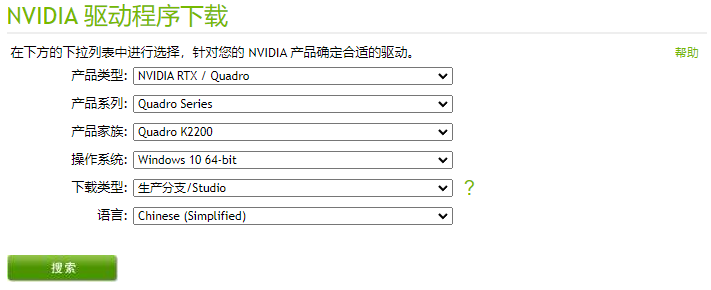 NVIDIA 驱动程序下载
在下方的下拉列表中进行选择，针对您的 NVIDIA 产品确定合适的驱动。 帮助
产品类型: NVIDIA RTX / Quadro
产品系列: Quadro Series
产品家族: Quadro K2200
操作系统: Windows 10 64-bit
下载类型: 生产分支/Studio ?
语言: Chinese (Simplified)
搜索